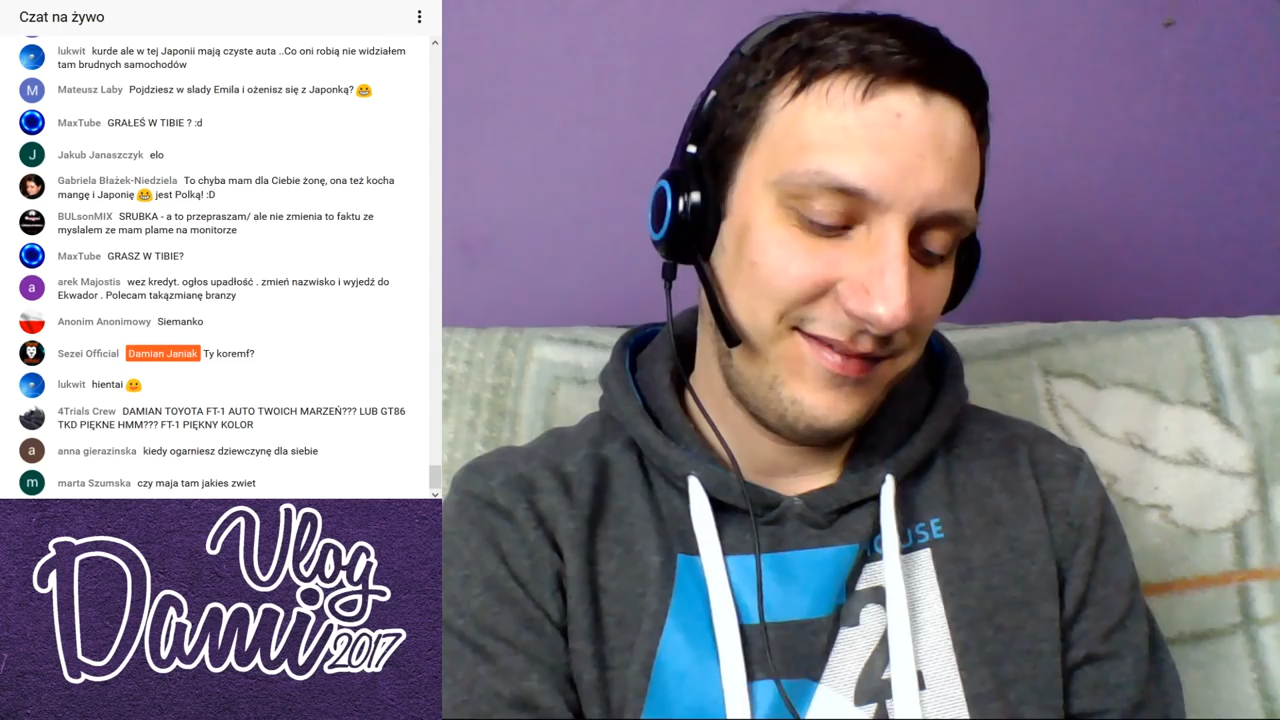 Czat na żywo
lukwit kurde ale w tej Japonii mają czyste auta ..Co oni robią nie widziałem
tam brudnych samochodów
M
Mateusz Laby Pojdziesz w slady Emila i ożenisz się z Japonką?
MaxTube GRAŁEŚ W TIBIE ? :d
J
Jakub Janaszczyk elo
Gabriela Błażek-Niedziela To chyba mam dla Ciebie żonę, ona też kocha
mangę i Japonię jest Polką! :D
BULsonMIX SRUBKA - a to przepraszam/ ale nie zmienia to faktu ze
myslalem ze mam plame na monitorze
MaxTube GRASZ W TIBIE?
a
arek Majostis wez kredyt. ogłos upadłość . zmień nazwisko i wyjedź do
Ekwador . Polecam takązmianę branzy
Anonim Anonimowy Siemanko
Sezei Official Damian Janiak Ty koremf?
lukwit hientai
4Trials Crew DAMIAN TOYOTA FT-1 AUTO TWOICH MARZEŃ??? LUB GT86
TKD PIĘKNE HMM??? FT-1 PIĘKNY KOLOR
a
anna gierazinska kiedy ogarniesz dziewczynę dla siebie
m
marta Szumska czy maja tam jakies zwiet
Vlog
Dami
2017
HOUSE
24